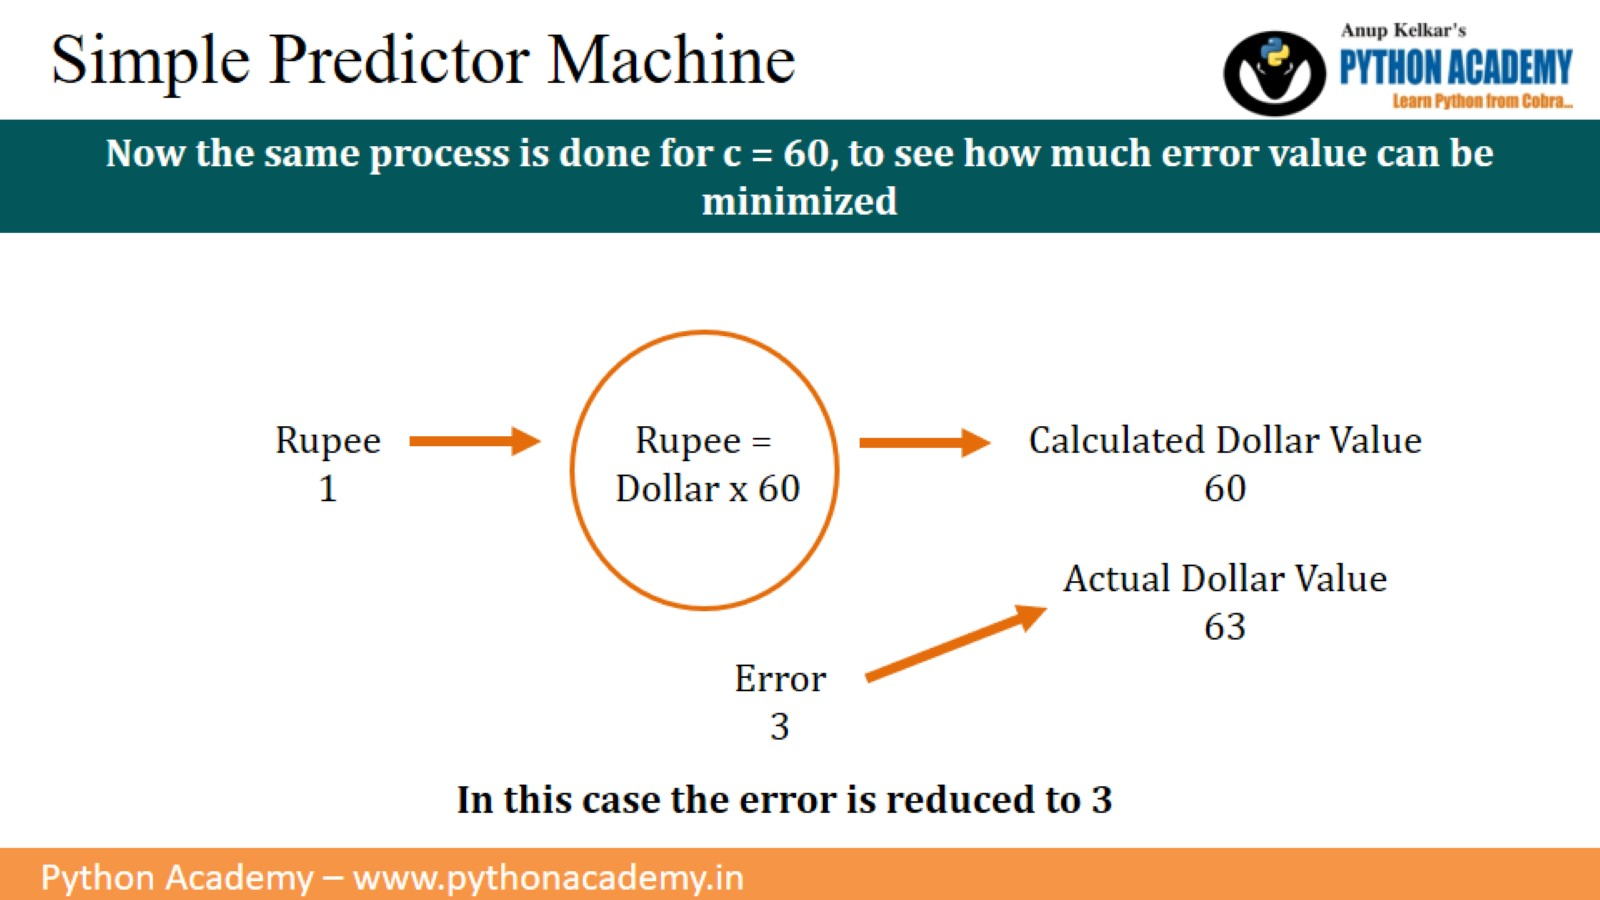 Simple Predictor Machine
Anup Kelkar's
PYTHON ACADEMY
Learn Python from Cobra...
Now the same process is done for c = 60, to see how much error value can be
minimized
Rupee
1
Rupee =
Dollar x 60
Calculated Dollar Value
60
Actual Dollar Value
63
Error
3
In this case the error is reduced to 3
Python Academy – www.pythonacademy.in